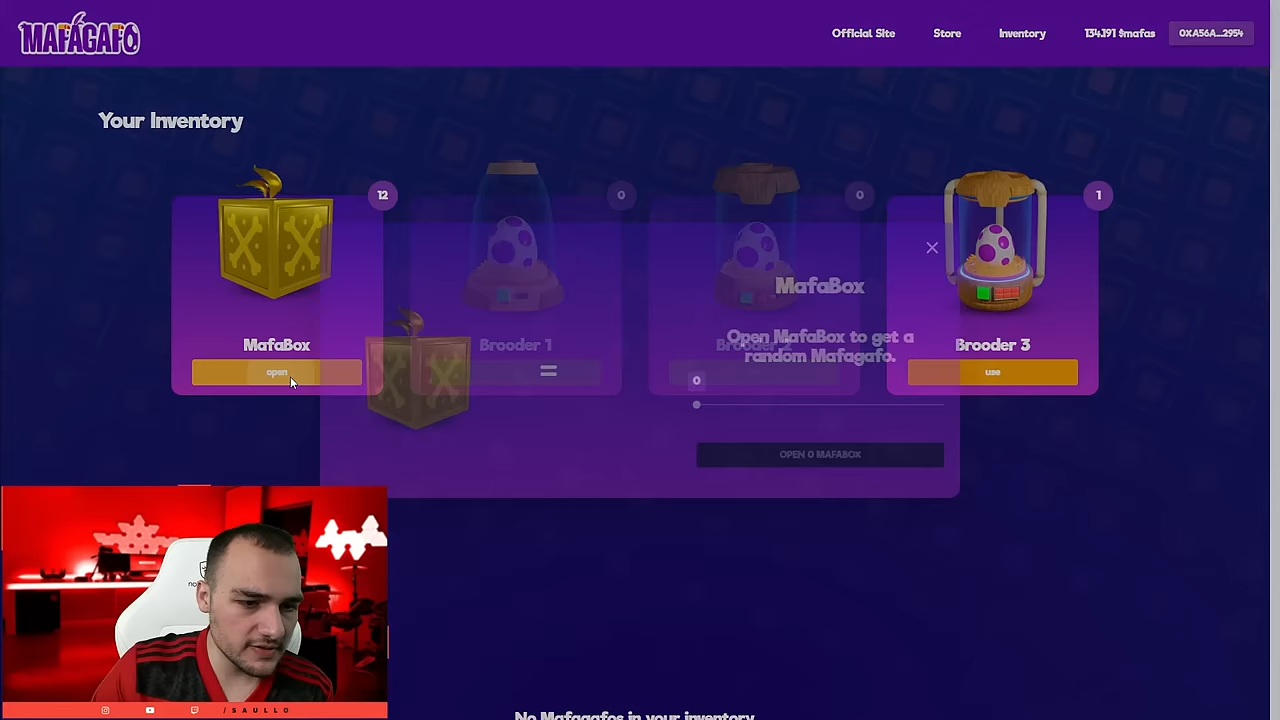 MAFAGAFO
Official Site
Store
Inventory
134.191 $mafas
0XA56A...2954
Your Inventory
12
0
0
1
MafaBox
Brooder 1
Brooder 3
open
use
MafaBox
Open MafaBox to get a
random Mafagafo.
0
OPEN 0 MAFABOX
No Mafagafos in your inventory
/SAULLO